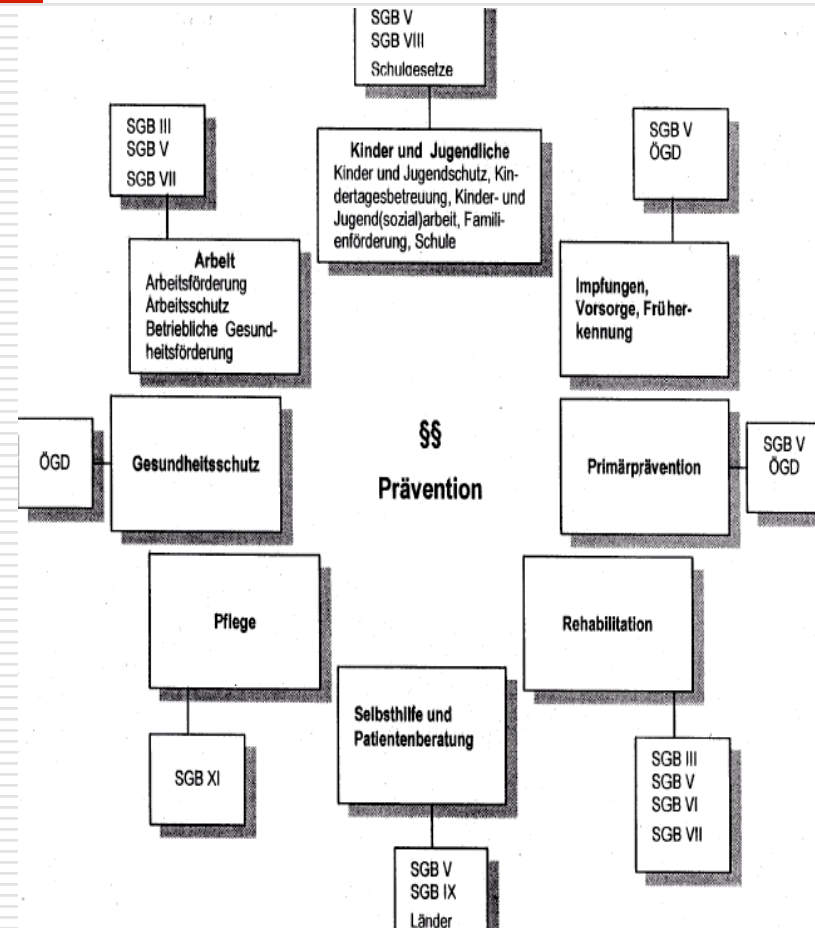 SGB V
SGB VIII
Schulgesetze
SGB III
SGB V
SGB VII
Kinder und Jugendliche
Kinder und Jugendschutz, Kin-
dertagesbetreuung, Kinder- und
Jugend(sozial)arbeit, Famili-
enförderung, Schule
SGB V
ÖGD
Arbeit
Arbeitsförderung
Arbeitsschutz
Betriebliche Gesund-
heitsförderung
Impfungen,
Vorsorge, Früher-
kennung
ÖGD
Gesundheitsschutz
§§
Prävention
Primärprävention
SGB V
ÖGD
Pflege
Rehabilitation
Selbsthilfe und
Patientenberatung
SGB XI
SGB III
SGB V
SGB VI
SGB VII
SGB V
SGB IX
Länder